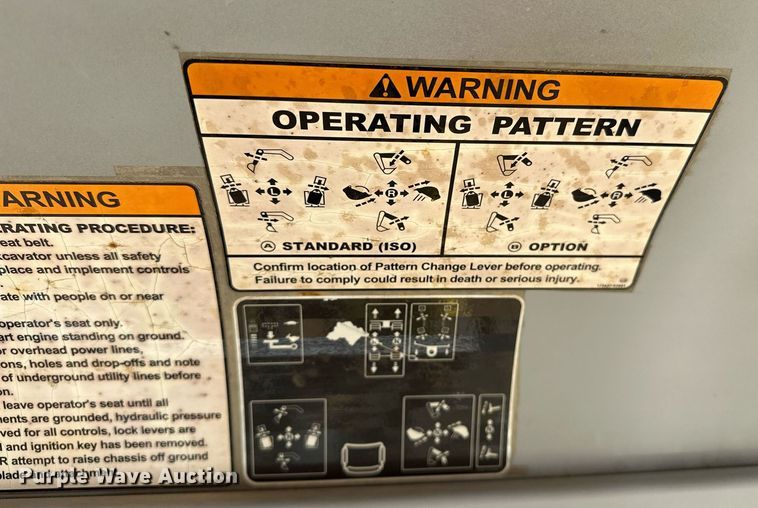 WARNING
OPERATING PATTERN
L
R
L
R
A STANDARD (ISO)
B OPTION
Confirm location of Pattern Change Lever before operating.
Failure to comply could result in death or serious injury.
ARNING
RATING PROCEDURE:
eat belt.
xcavator unless all safety
place and implement controls
.
ate with people on or near
operator's seat only.
art engine standing on ground.
or overhead power lines,
ons, holes and drop-offs and note
of underground utility lines before
on.
leave operator's seat until all
ments are grounded, hydraulic pressure
ved for all controls, lock levers are
d and ignition key has been removed.
R attempt to raise chassis off ground
Purple Wave Auction